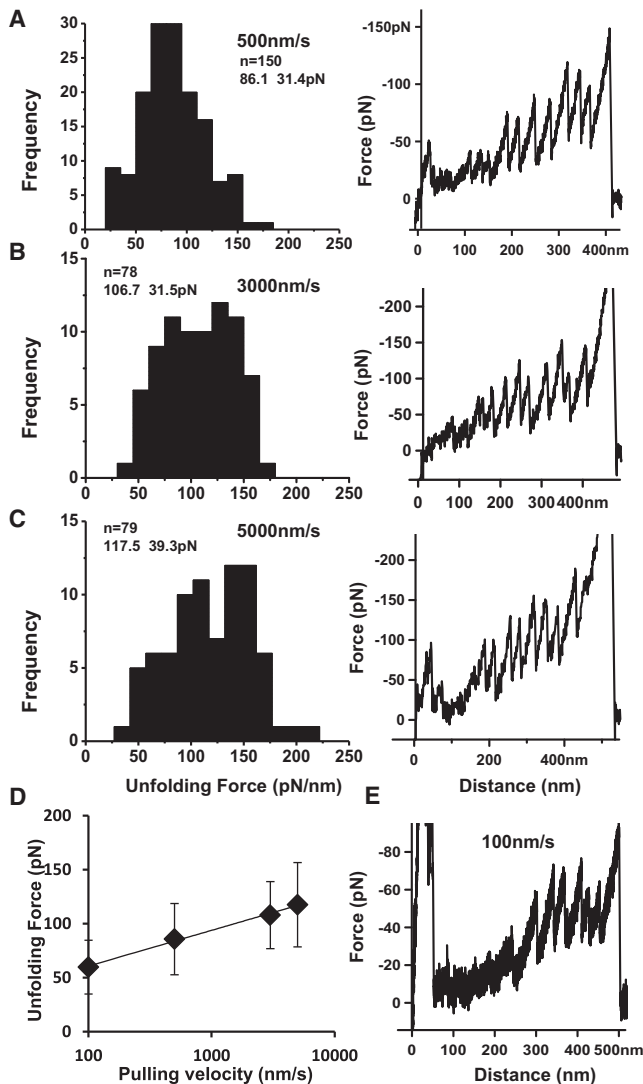 A
500nm/s
n=150
86.1 31.4pN
Frequency
30
25
20
15
10
5
0
0 50 100 150 200 250
Force (pN)
-150pN
-100
-50
0
0 100 200 300 400nm
B
n=78
106.7 31.5pN
3000nm/s
Frequency
15
10
5
0
0 50 100 150 200 250
Force (pN)
-200
-150
-100
-50
0
0 100 200 300 400nm
C
n=79
117.5 39.3pN
5000nm/s
Frequency
15
10
5
0
0 50 100 150 200 250
Unfolding Force (pN/nm)
Force (pN)
-200
-150
-100
-50
0
0 200 400nm
Distance (nm)
D
Unfolding Force (pN)
200
150
100
50
0
100 1000 10000
Pulling velocity (nm/s)
E
100nm/s
Force (pN)
-80
-60
-40
-20
0
0 100 200 300 400 500nm
Distance (nm)